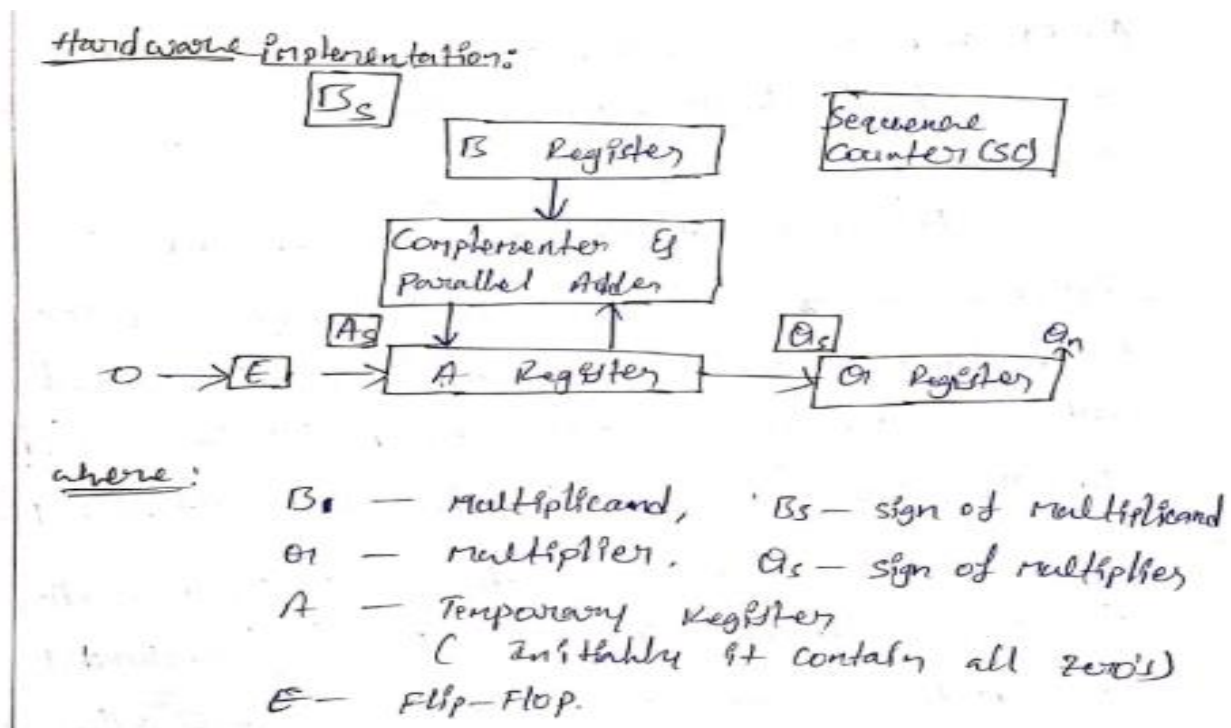 Hardware implementation:
Bs
B Register
Sequence
Counter (SC)
Complementer &
parallel Adder
As
Qs
Qn
0 E A Register Q Register
where:
B - Multiplicand, Bs - sign of multiplicand
Q - multiplier. Qs - sign of multiplier
A - Temporary Register
( Initially it contain all zero's)
E - Flip-Flop.